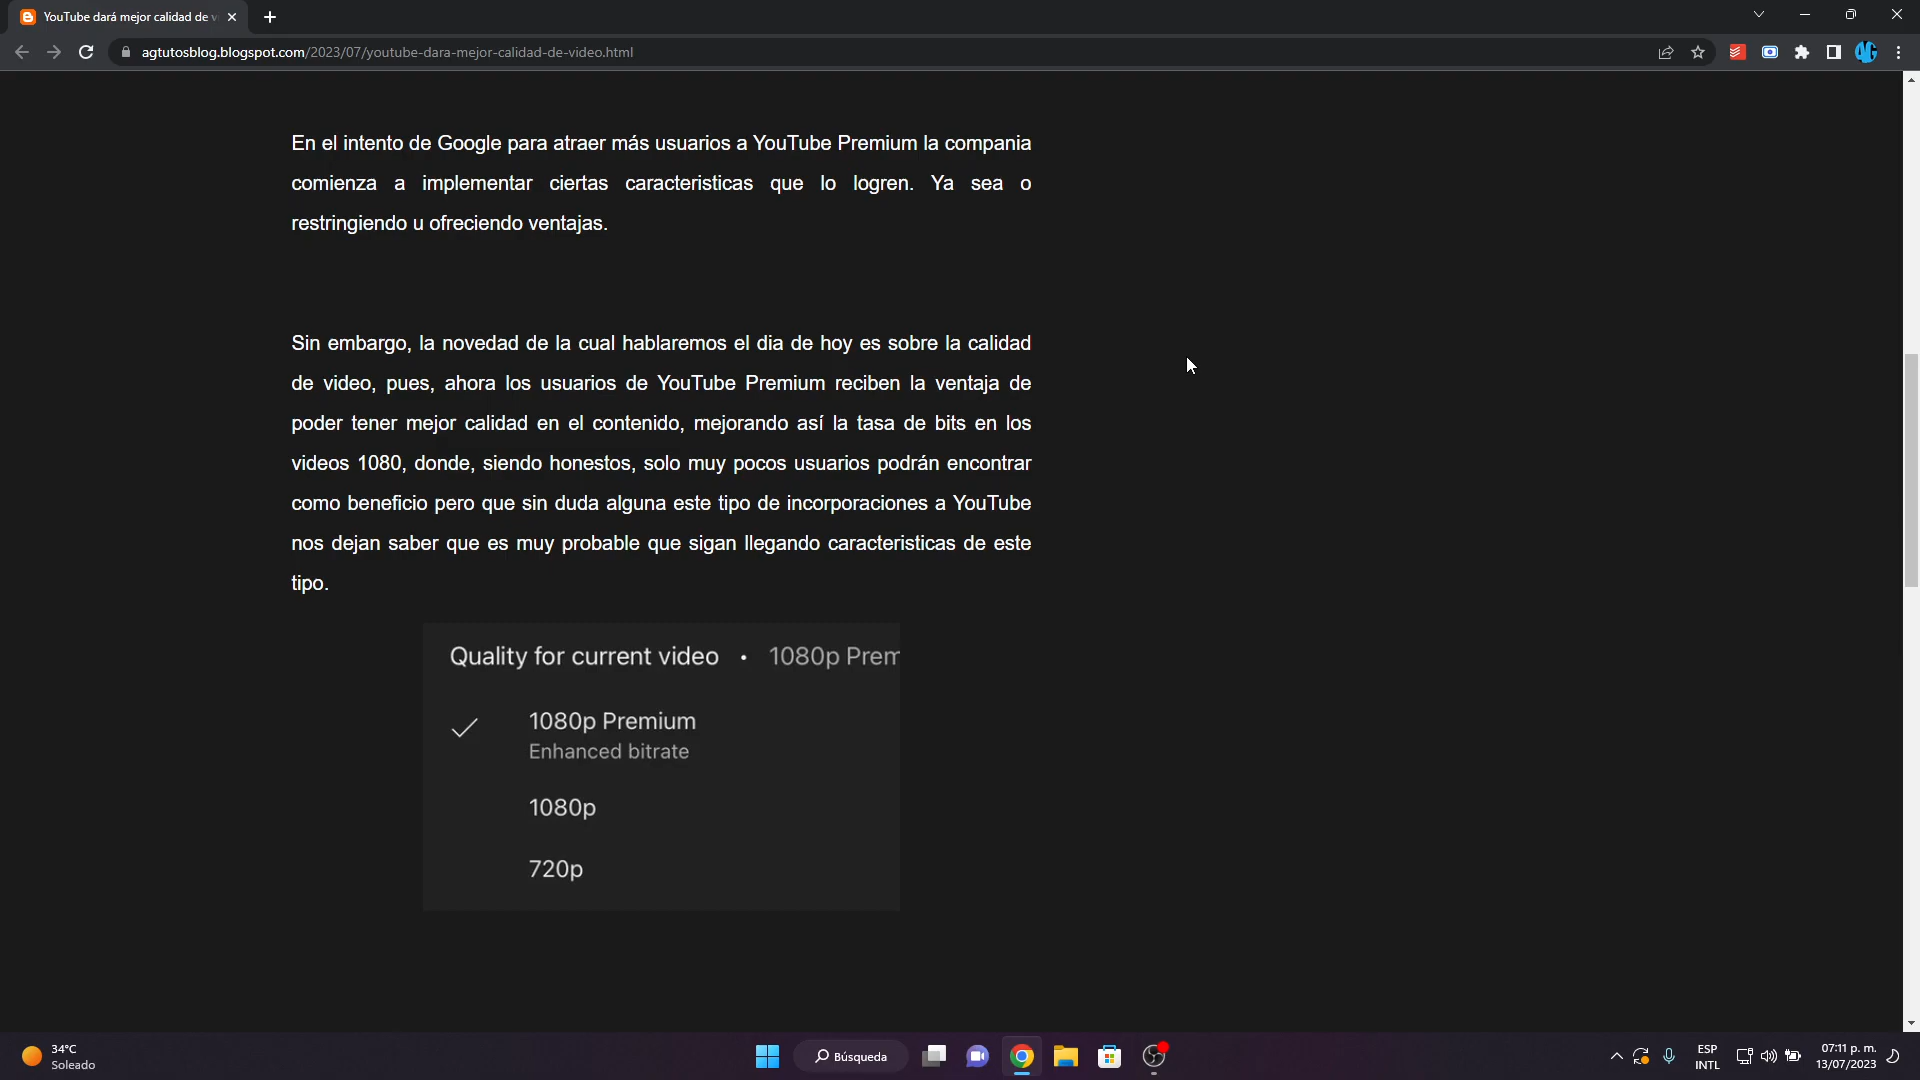 YouTube dará mejor calidad de v
agtutosblog.blogspot.com/2023/07/youtube-dara-mejor-calidad-de-video.html
En el intento de Google para atraer más usuarios a YouTube Premium la compania
comienza a implementar ciertas caracteristicas que lo logren. Ya sea o
restringiendo u ofreciendo ventajas.
Sin embargo, la novedad de la cual hablaremos el dia de hoy es sobre la calidad
de video, pues, ahora los usuarios de YouTube Premium reciben la ventaja de
poder tener mejor calidad en el contenido, mejorando así la tasa de bits en los
videos 1080, donde, siendo honestos, solo muy pocos usuarios podrán encontrar
como beneficio pero que sin duda alguna este tipo de incorporaciones a YouTube
nos dejan saber que es muy probable que sigan llegando caracteristicas de este
tipo.
Quality for current video • 1080p Prem
1080p Premium
Enhanced bitrate
1080p
720p
34°C
Soleado
Búsqueda
ESP
INTL
07:11 p. m.
13/07/2023